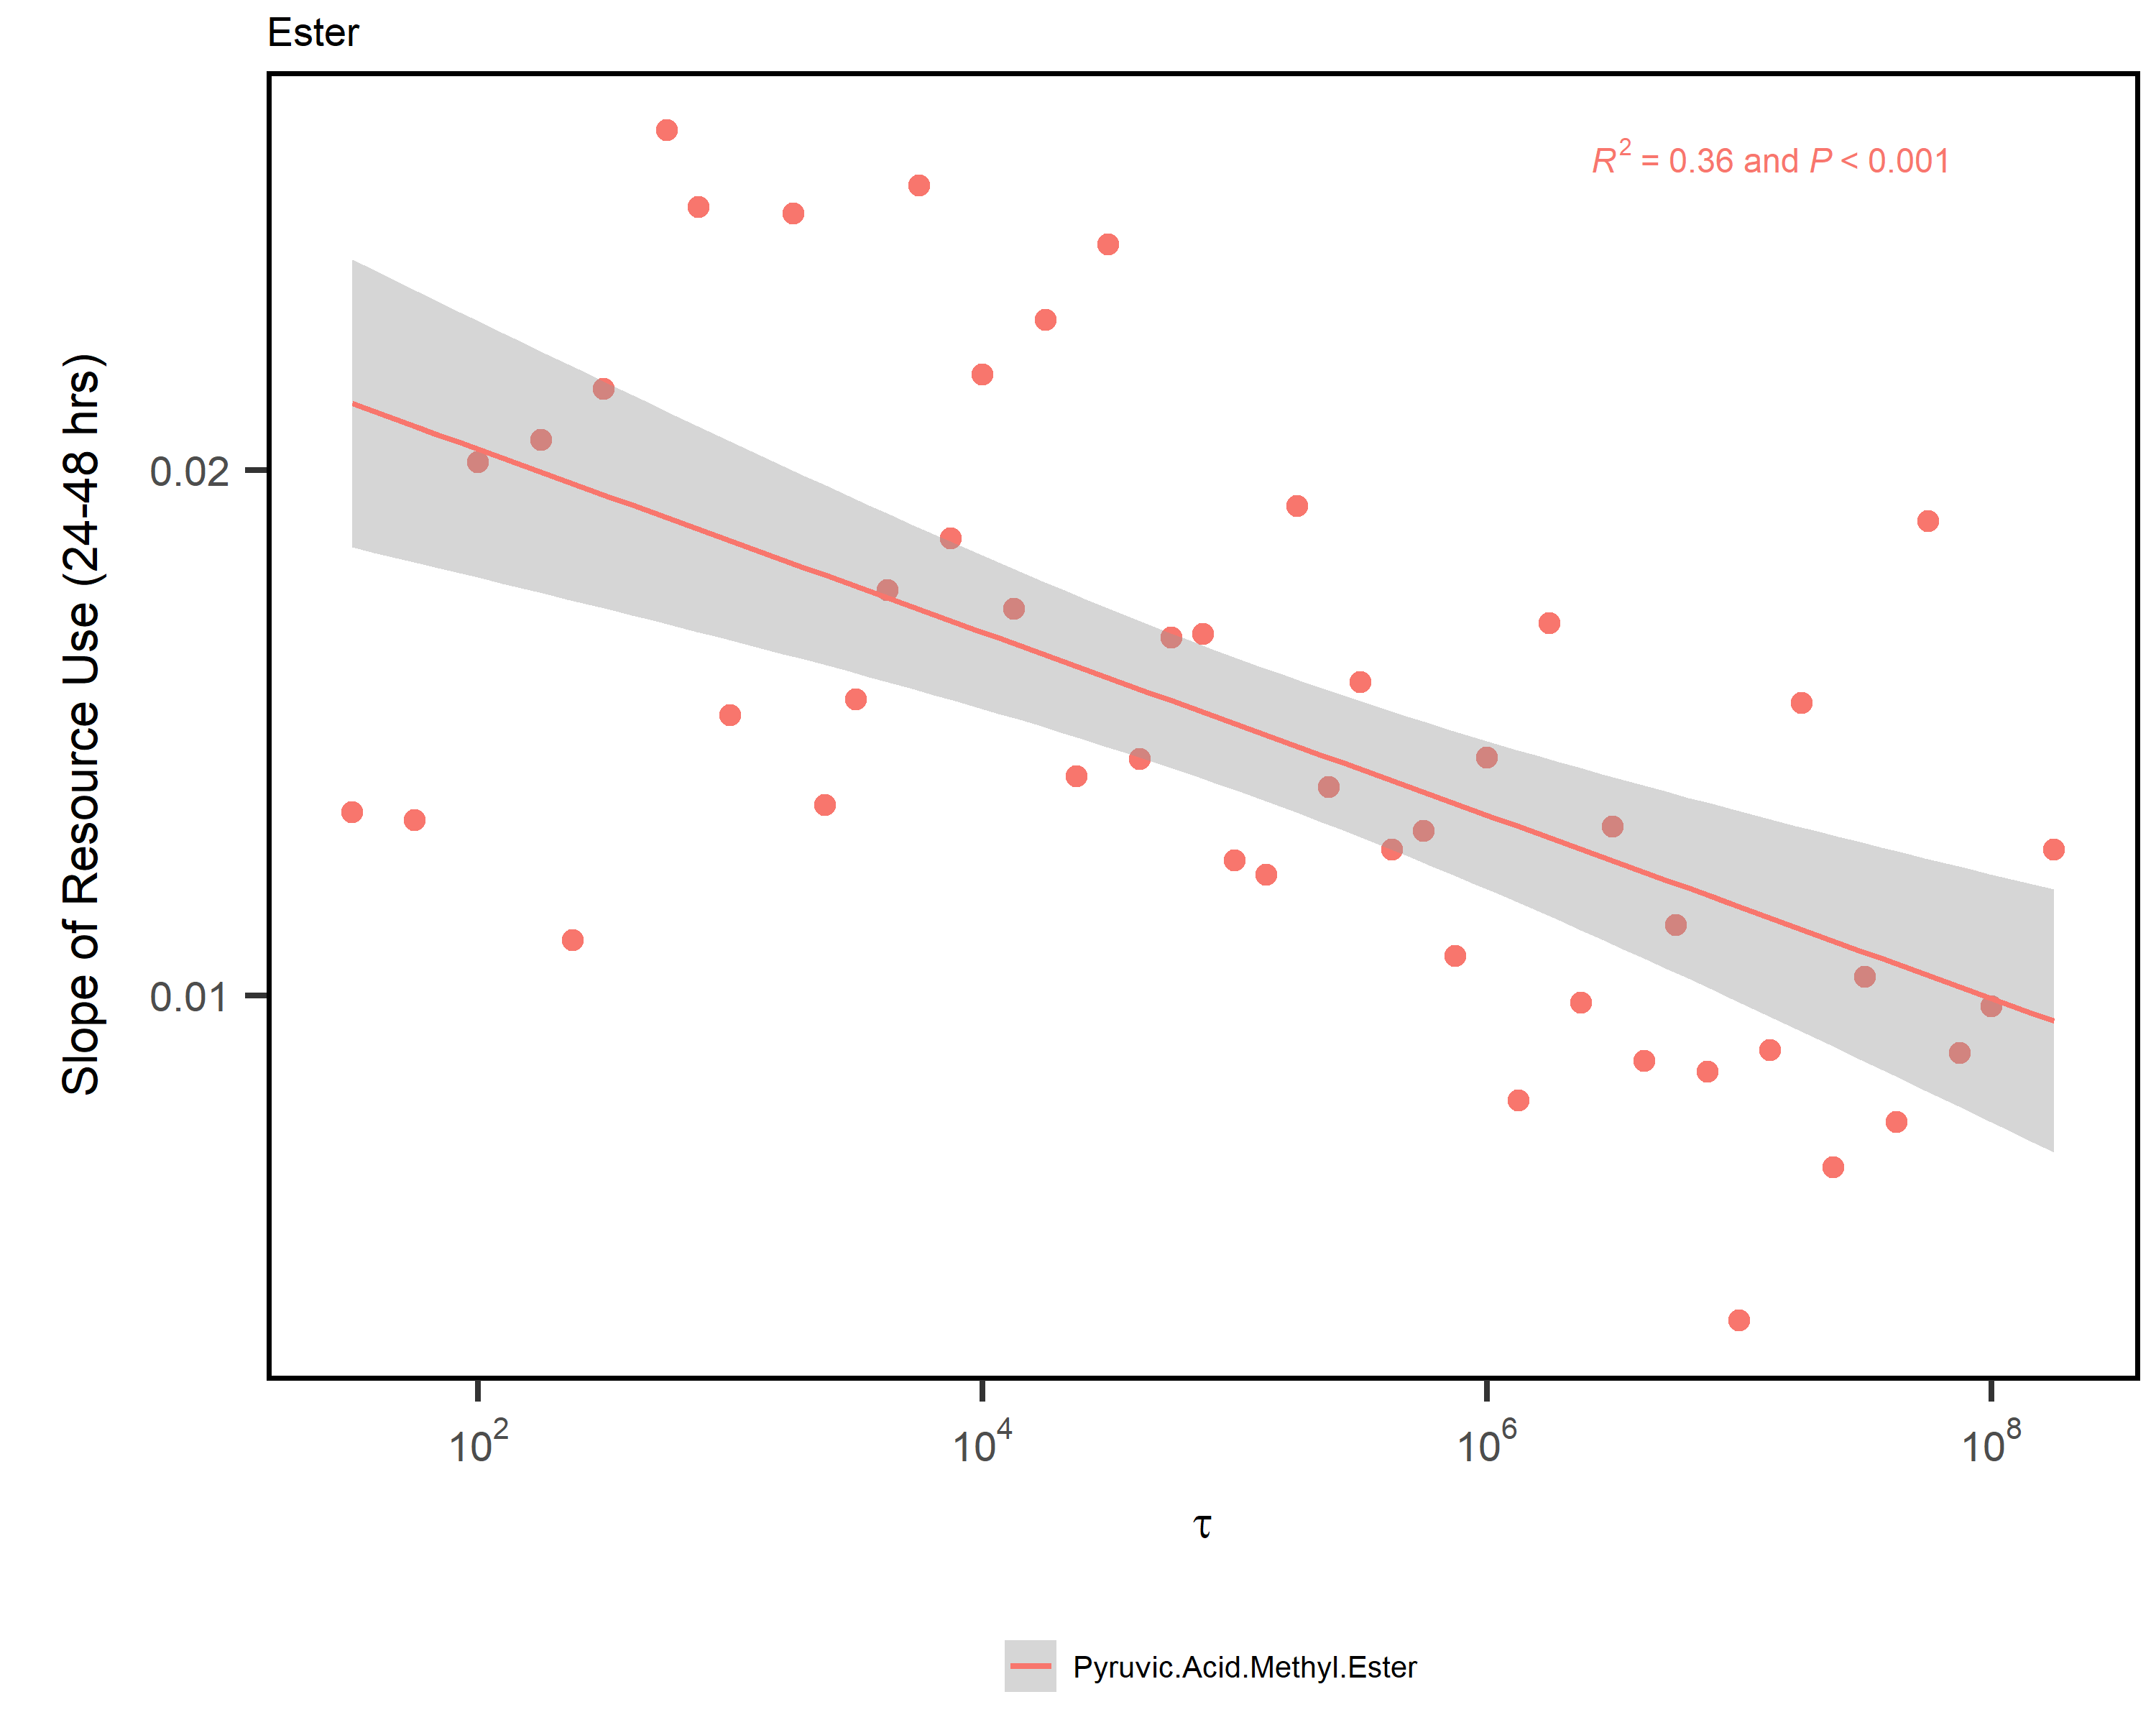 Ester
R² = 0.36 and P < 0.001
Slope of Resource Use (24-48 hrs)
0.02
0.01
10² 10⁴ 10⁶ 10⁸
τ
Pyruvic.Acid.Methyl.Ester